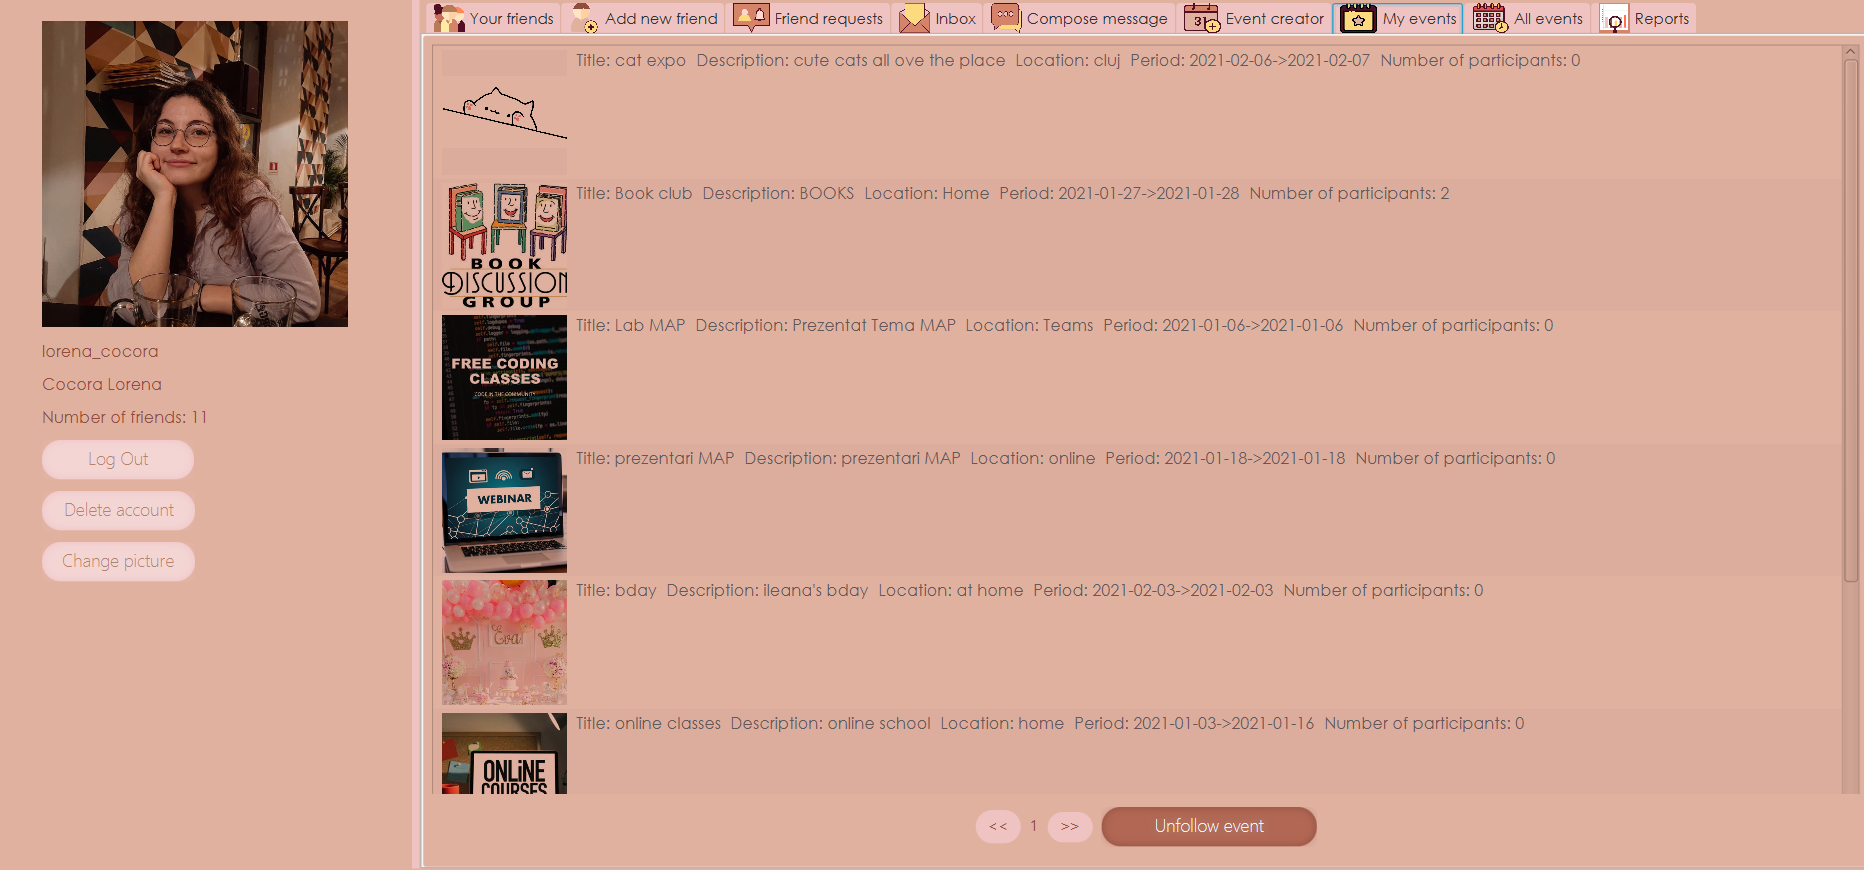 Your friends
Add new friend
Friend requests
Inbox
Compose message
31
Event creator
My events
All events
Reports
lorena_cocora
Cocora Lorena
Number of friends: 11
Log Out
Delete account
Change picture
Title: cat expo  Description: cute cats all ove the place  Location: cluj  Period: 2021-02-06->2021-02-07  Number of participants: 0
Title: Book club  Description: BOOKS  Location: Home  Period: 2021-01-27->2021-01-28  Number of participants: 2
BOOK
DISCUSSION
GROUP
Title: Lab MAP  Description: Prezentat Tema MAP  Location: Teams  Period: 2021-01-06->2021-01-06  Number of participants: 0
FREE CODING
CLASSES
Title: prezentari MAP  Description: prezentari MAP  Location: online  Period: 2021-01-18->2021-01-18  Number of participants: 0
WEBINAR
Title: bday  Description: ileana's bday  Location: at home  Period: 2021-02-03->2021-02-03  Number of participants: 0
Eva
Title: online classes  Description: online school  Location: home  Period: 2021-01-03->2021-01-16  Number of participants: 0
ONLINE
COURSES
<<
1
>>
Unfollow event